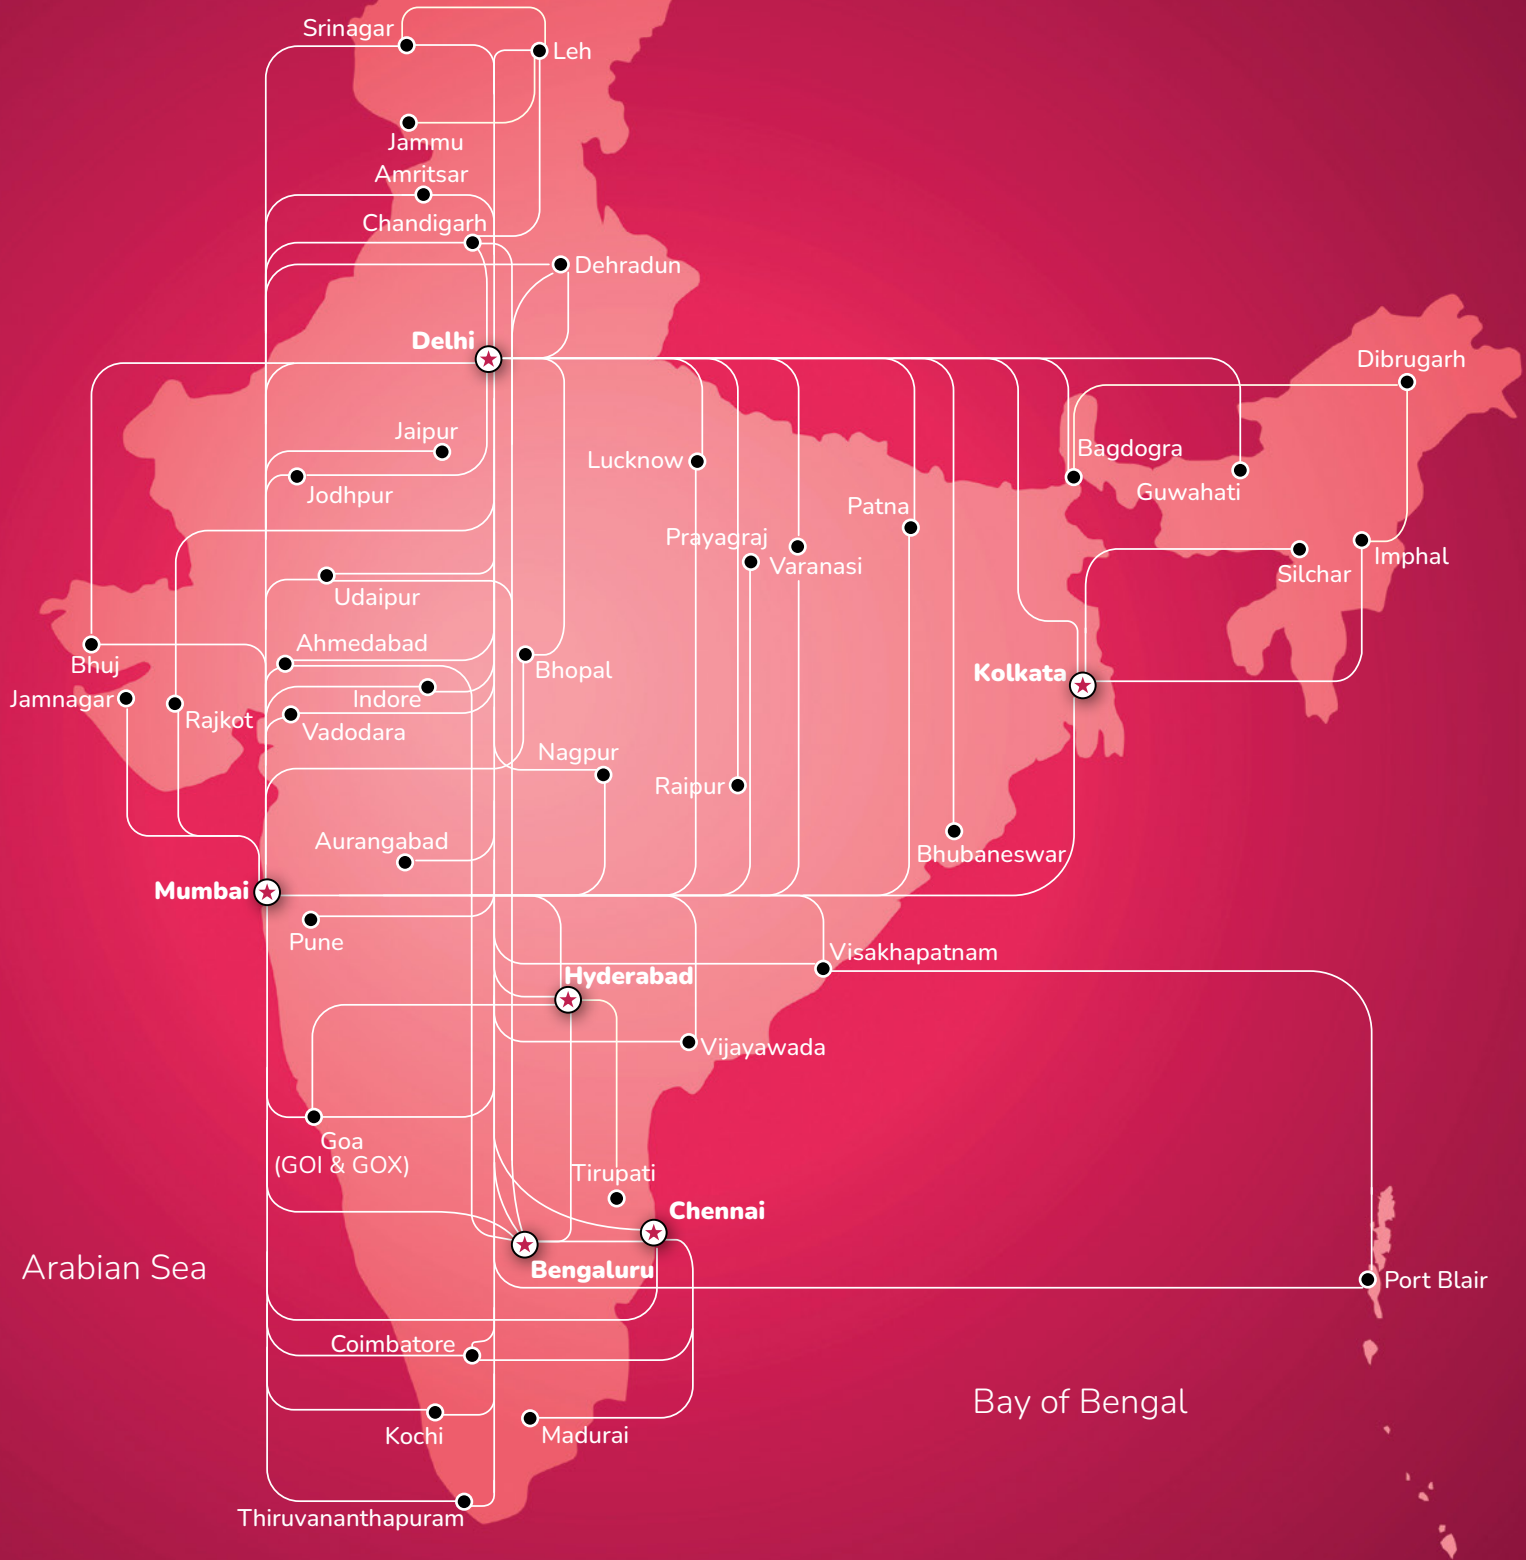 Srinagar
Leh
Jammu
Amritsar
Chandigarh
Dehradun
Delhi
Dibrugarh
Jaipur
Bagdogra
Lucknow
Guwahati
Jodhpur
Patna
Prayagraj
Imphal
Varanasi
Silchar
Udaipur
Ahmedabad
Bhuj
Bhopal
Kolkata
Jamnagar
Indore
Rajkot
Vadodara
Nagpur
Raipur
Aurangabad
Bhubaneswar
Mumbai
Pune
Visakhapatnam
Hyderabad
Vijayawada
Goa
(GOI & GOX)
Tirupati
Chennai
Arabian Sea
Bengaluru
Port Blair
Coimbatore
Bay of Bengal
Kochi
Madurai
Thiruvananthapuram